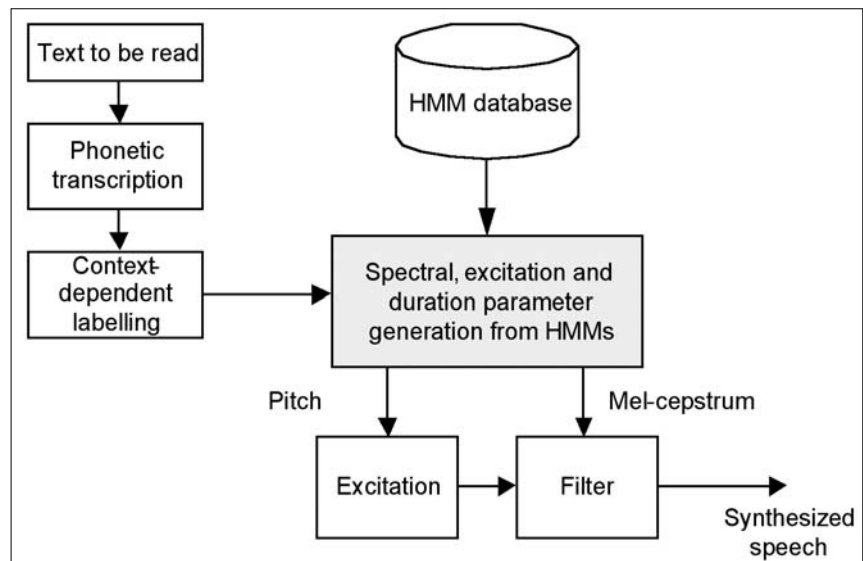 Text to be read
Phonetic
transcription
Context-
dependent
labelling
HMM database
Spectral, excitation and
duration parameter
generation from HMMs
Pitch
Mel-cepstrum
Excitation
Filter
Synthesized
speech